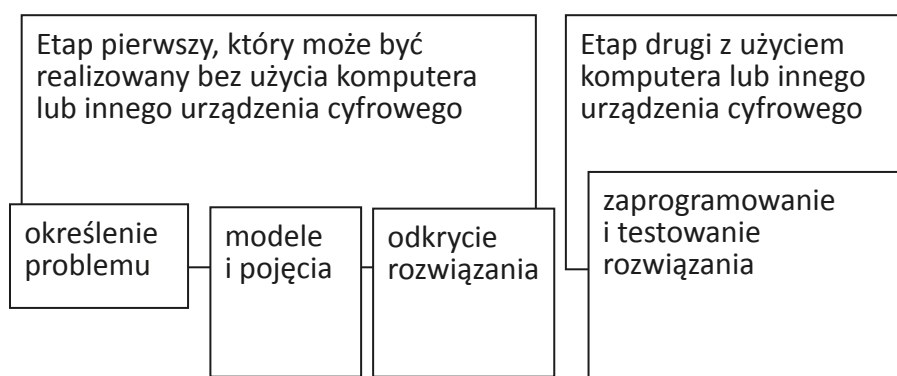 Etap pierwszy, który może być
realizowany bez użycia komputera
lub innego urządzenia cyfrowego
określenie
problemu
modele
i pojęcia
odkrycie
rozwiązania
Etap drugi z użyciem
komputera lub innego
urządzenia cyfrowego
zaprogramowanie
i testowanie
rozwiązania